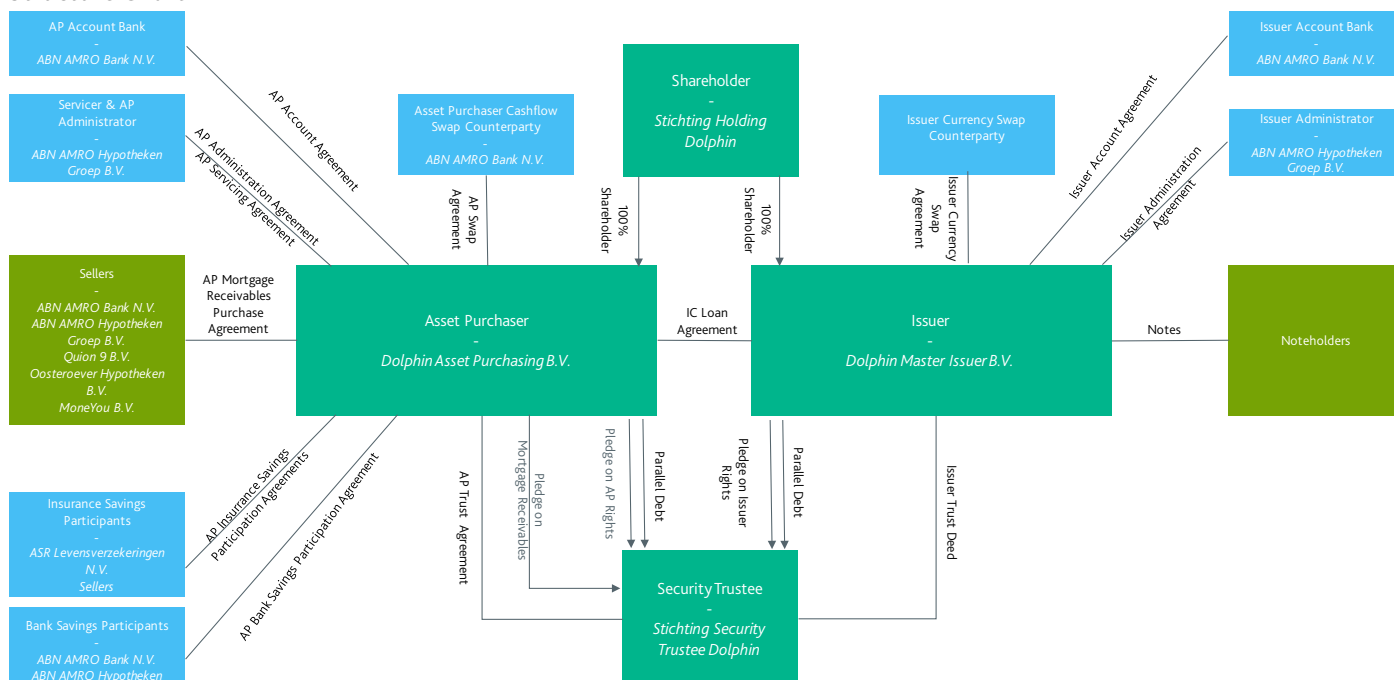 AP Account Bank
-
ABN AMRO Bank N.V.
Servicer & AP
Administrator
-
ABN AMRO Hypotheken
Groep B.V.
Asset Purchaser Cashflow
Swap Counterparty
-
ABN AMRO Bank N.V.
Shareholder
-
Stichting Holding
Dolphin
Issuer Currency Swap
Counterparty
Issuer Account Bank
-
ABN AMRO Bank N.V.
Issuer Administrator
-
ABN AMRO Hypotheken
Groep B.V.
AP Account Agreement
AP Administration Agreement
AP Servicing Agreement
AP Swap
Agreement
100%
Shareholder
100%
Shareholder
Issuer Currency
Swap
Agreement
Issuer Account Agreement
Issuer Administration
Agreement
Sellers
-
ABN AMRO Bank N.V.
ABN AMRO Hypotheken
Groep B.V.
Quion 9 B.V.
Oosteroever Hypotheken
B.V.
MoneYou B.V.
AP Mortgage
Receivables
Purchase
Agreement
Asset Purchaser
-
Dolphin Asset Purchasing B.V.
IC Loan
Agreement
Issuer
-
Dolphin Master Issuer B.V.
Notes
Noteholders
AP Insurrance Savings
Participation Agreements
AP Bank Savings Participation Agreement
AP Trust Agreement
Pledge on
Mortgage Receivables
Pledge on AP Rights
Parallel Debt
Pledge on Issuer
Rights
Parallel Debt
Issuer Trust Deed
Insurance Savings
Participants
-
ASR Levensverzekeringen
N.V.
Sellers
Bank Savings Participants
-
ABN AMRO Bank N.V.
ABN AMRO Hypotheken
Security Trustee
-
Stichting Security
Trustee Dolphin